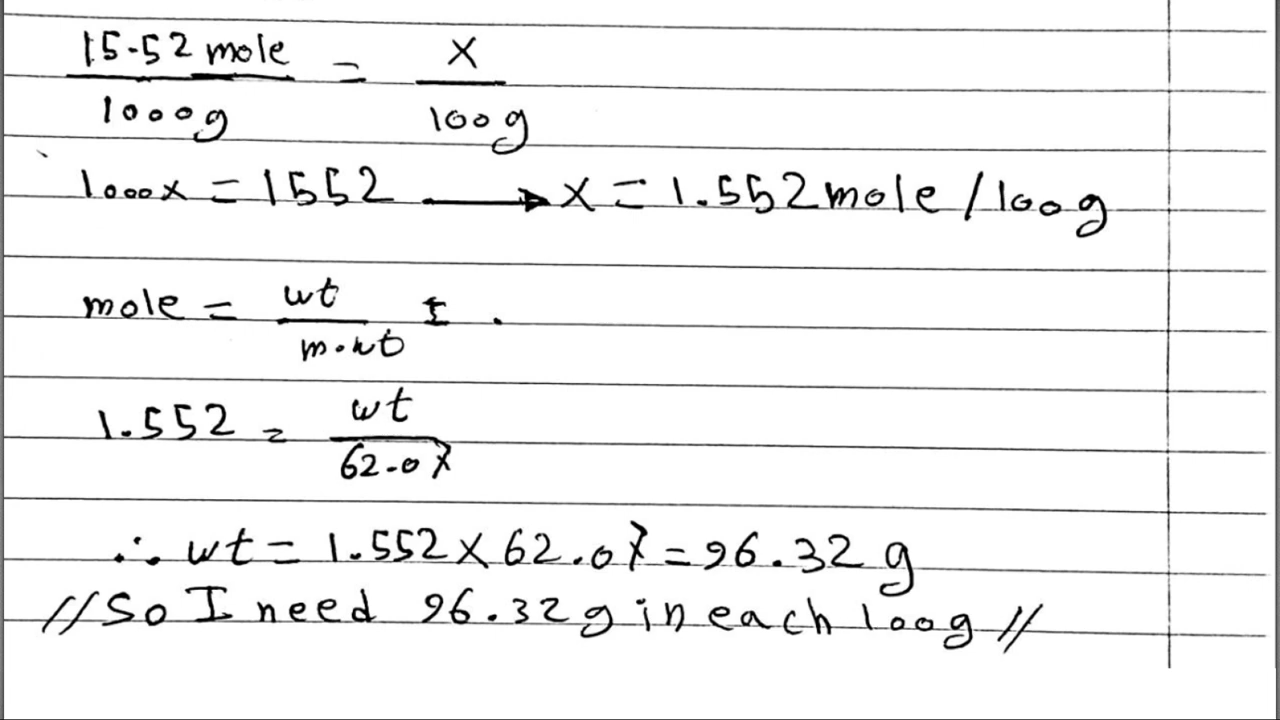 15.52 mole / 1000g = X / 100g
1000x = 1552 → X = 1.552 mole / 100g
mole = wt / m.wt
1.552 = wt / 62.07
∴ wt = 1.552 X 62.07 = 96.32 g
// So I need 96.32 g in each 100g //